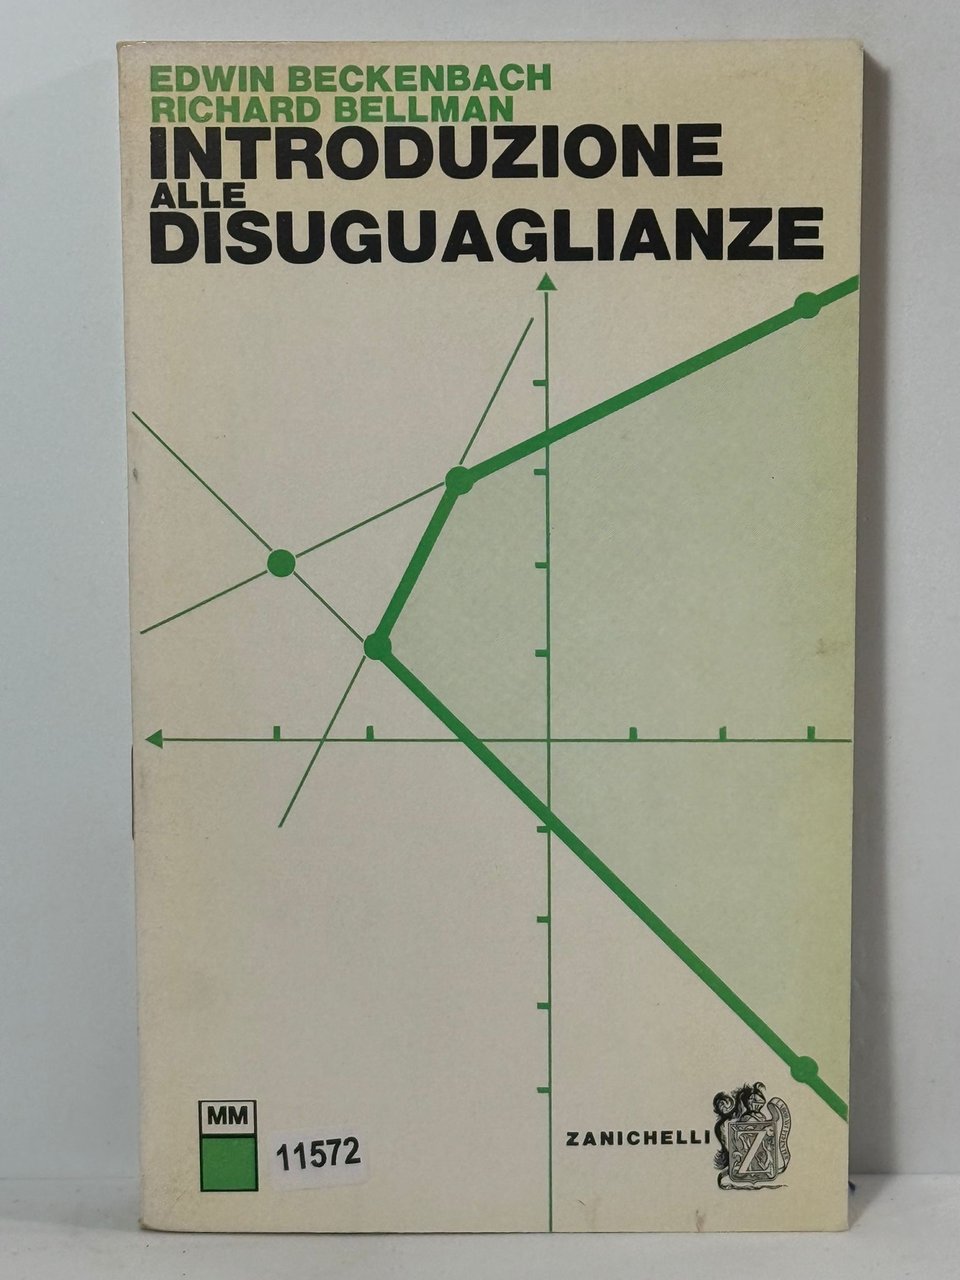 EDWIN BECKENBACH
RICHARD BELLMAN
INTRODUZIONE
ALLE
DISUGUAGLIANZE
MM
11572
ZANICHELLI
Z